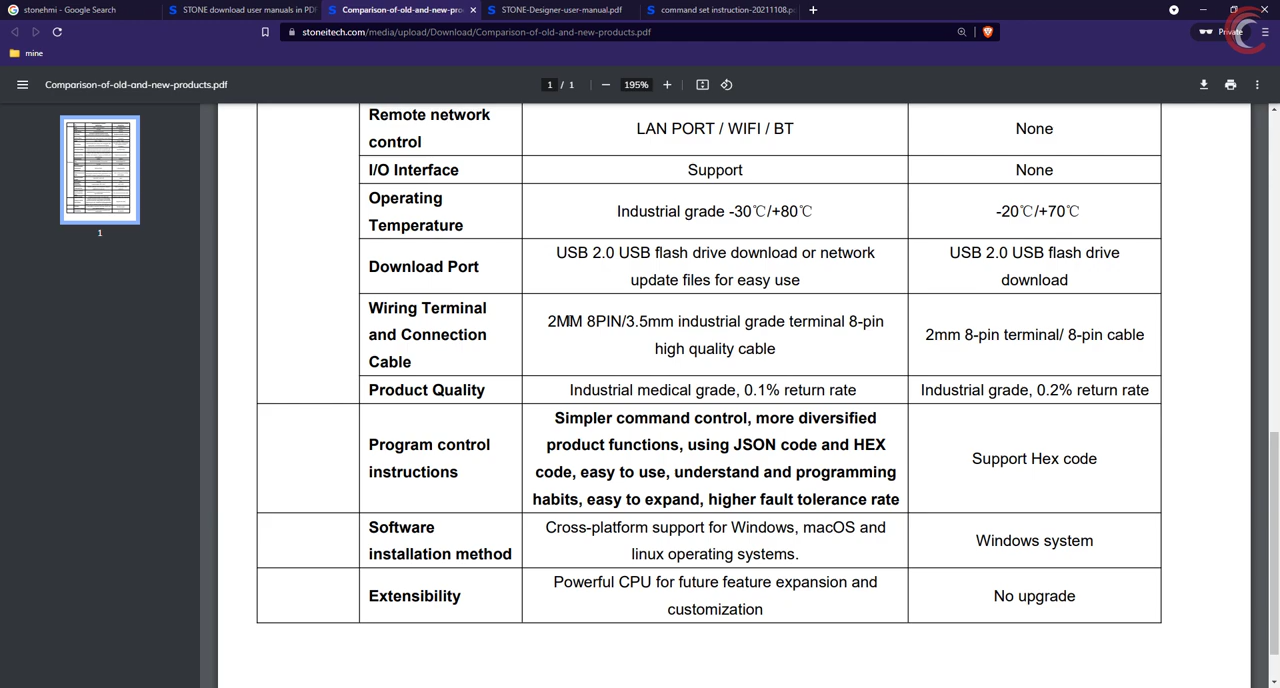 stonehmi - Google Search
STONE download user manuals in PDF
Comparison-of-old-and-new-pro
STONE-Designer-user-manual.pdf
command set instruction-20211108.p
stoneitech.com/media/upload/Download/Comparison-of-old-and-new-products.pdf
Private
mine
Comparison-of-old-and-new-products.pdf
1 / 1
195%
1
Remote network
control
LAN PORT / WIFI / BT
None
I/O Interface
Support
None
Operating
Temperature
Industrial grade -30℃/+80℃
-20℃/+70℃
Download Port
USB 2.0 USB flash drive download or network
update files for easy use
USB 2.0 USB flash drive
download
Wiring Terminal
and Connection
Cable
2MM 8PIN/3.5mm industrial grade terminal 8-pin
high quality cable
2mm 8-pin terminal/ 8-pin cable
Product Quality
Industrial medical grade, 0.1% return rate
Industrial grade, 0.2% return rate
Program control
instructions
Simpler command control, more diversified
product functions, using JSON code and HEX
code, easy to use, understand and programming
habits, easy to expand, higher fault tolerance rate
Support Hex code
Software
installation method
Cross-platform support for Windows, macOS and
linux operating systems.
Windows system
Extensibility
Powerful CPU for future feature expansion and
customization
No upgrade